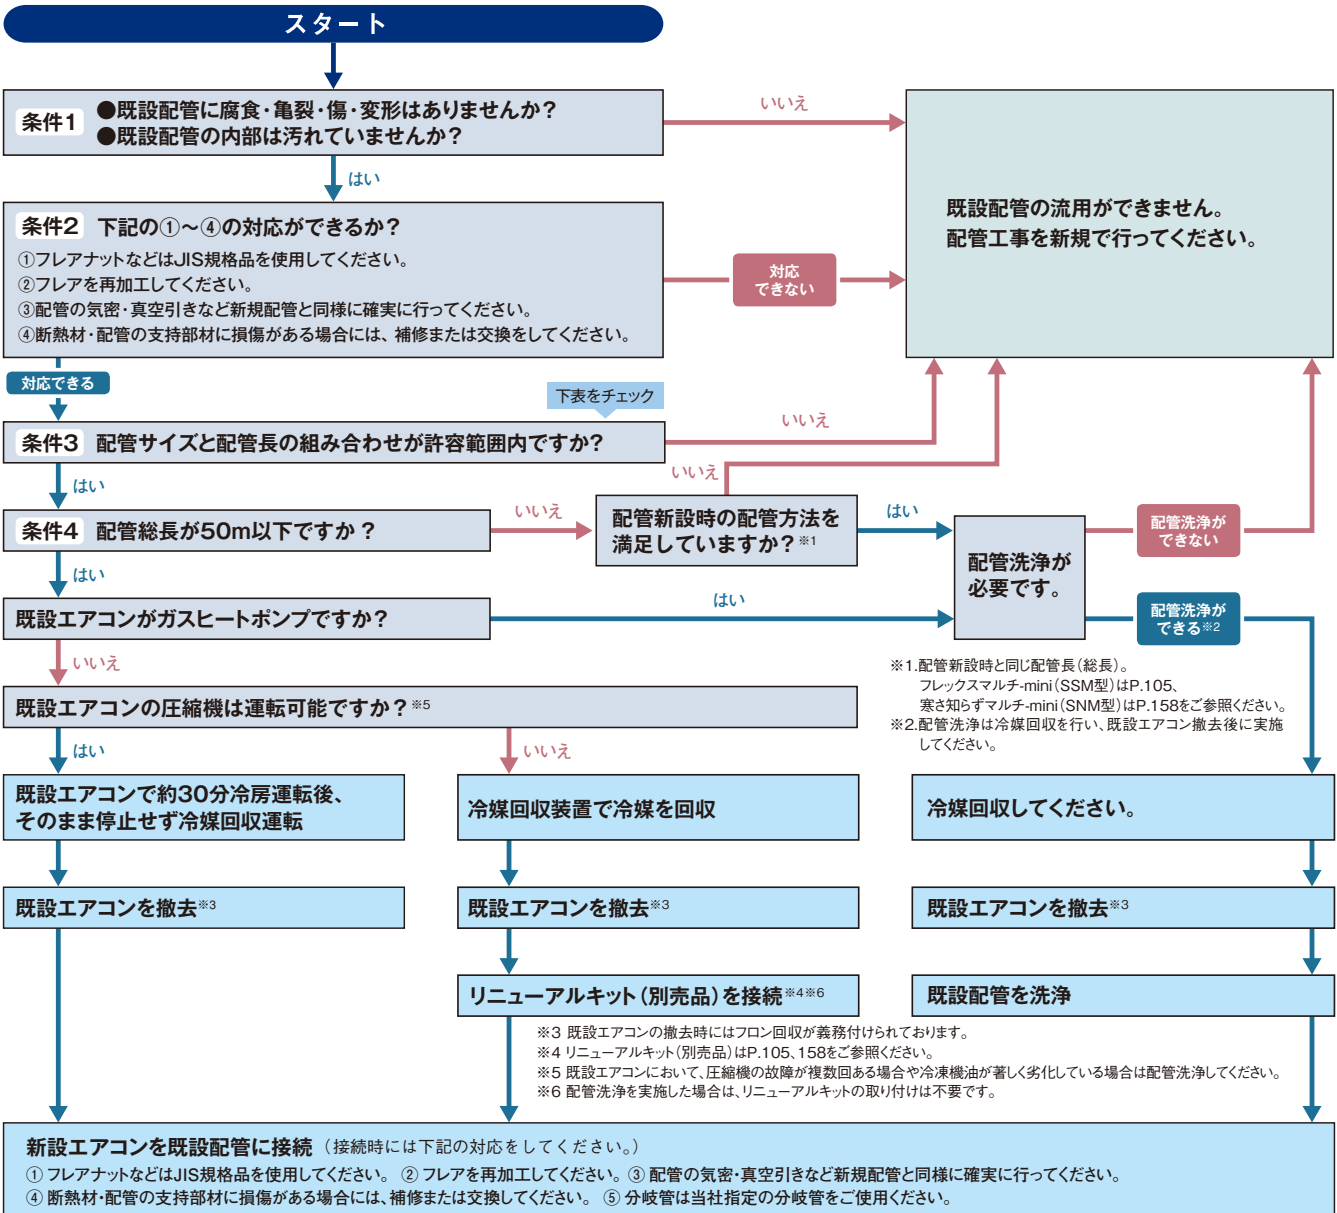 スタート
条件1
●既設配管に腐食・亀裂・傷・変形はありませんか？
●既設配管の内部は汚れていませんか？
いいえ
はい
既設配管の流用ができません。
配管工事を新規で行ってください。
条件2 下記の①～④の対応ができるか？
①フレアナットなどはJIS規格品を使用してください。
②フレアを再加工してください。
③配管の気密・真空引きなど新規配管と同様に確実に行ってください。
④断熱材・配管の支持部材に損傷がある場合には、補修または交換をしてください。
対応
できない
対応できる
下表をチェック
条件3 配管サイズと配管長の組み合わせが許容範囲内ですか？
いいえ
はい
条件4 配管総長が50m以下ですか？
いいえ
配管新設時の配管方法を
満足していますか？※1
いいえ
はい
配管洗浄が
必要です。
配管洗浄が
できない
配管洗浄が
できる※2
はい
既設エアコンがガスヒートポンプですか？
はい
いいえ
※1.配管新設時と同じ配管長（総長）。
フレックスマルチ-mini（SSM型）はP.105、
寒さ知らずマルチ-mini（SNM型）はP.158をご参照ください。
※2.配管洗浄は冷媒回収を行い、既設エアコン撤去後に実施
してください。
既設エアコンの圧縮機は運転可能ですか？※5
はい
いいえ
既設エアコンで約30分冷房運転後、
そのまま停止せず冷媒回収運転
冷媒回収装置で冷媒を回収
冷媒回収してください。
既設エアコンを撤去※3
既設エアコンを撤去※3
既設エアコンを撤去※3
リニューアルキット（別売品）を接続※4※6
既設配管を洗浄
※3 既設エアコンの撤去時にはフロン回収が義務付けられております。
※4 リニューアルキット（別売品）はP.105、158をご参照ください。
※5 既設エアコンにおいて、圧縮機の故障が複数回ある場合や冷凍機油が著しく劣化している場合は配管洗浄してください。
※6 配管洗浄を実施した場合は、リニューアルキットの取り付けは不要です。
新設エアコンを既設配管に接続（接続時には下記の対応をしてください。）
① フレアナットなどはJIS規格品を使用してください。 ② フレアを再加工してください。 ③ 配管の気密・真空引きなど新規配管と同様に確実に行ってください。
④ 断熱材・配管の支持部材に損傷がある場合には、補修または交換してください。 ⑤ 分岐管は当社指定の分岐管をご使用ください。